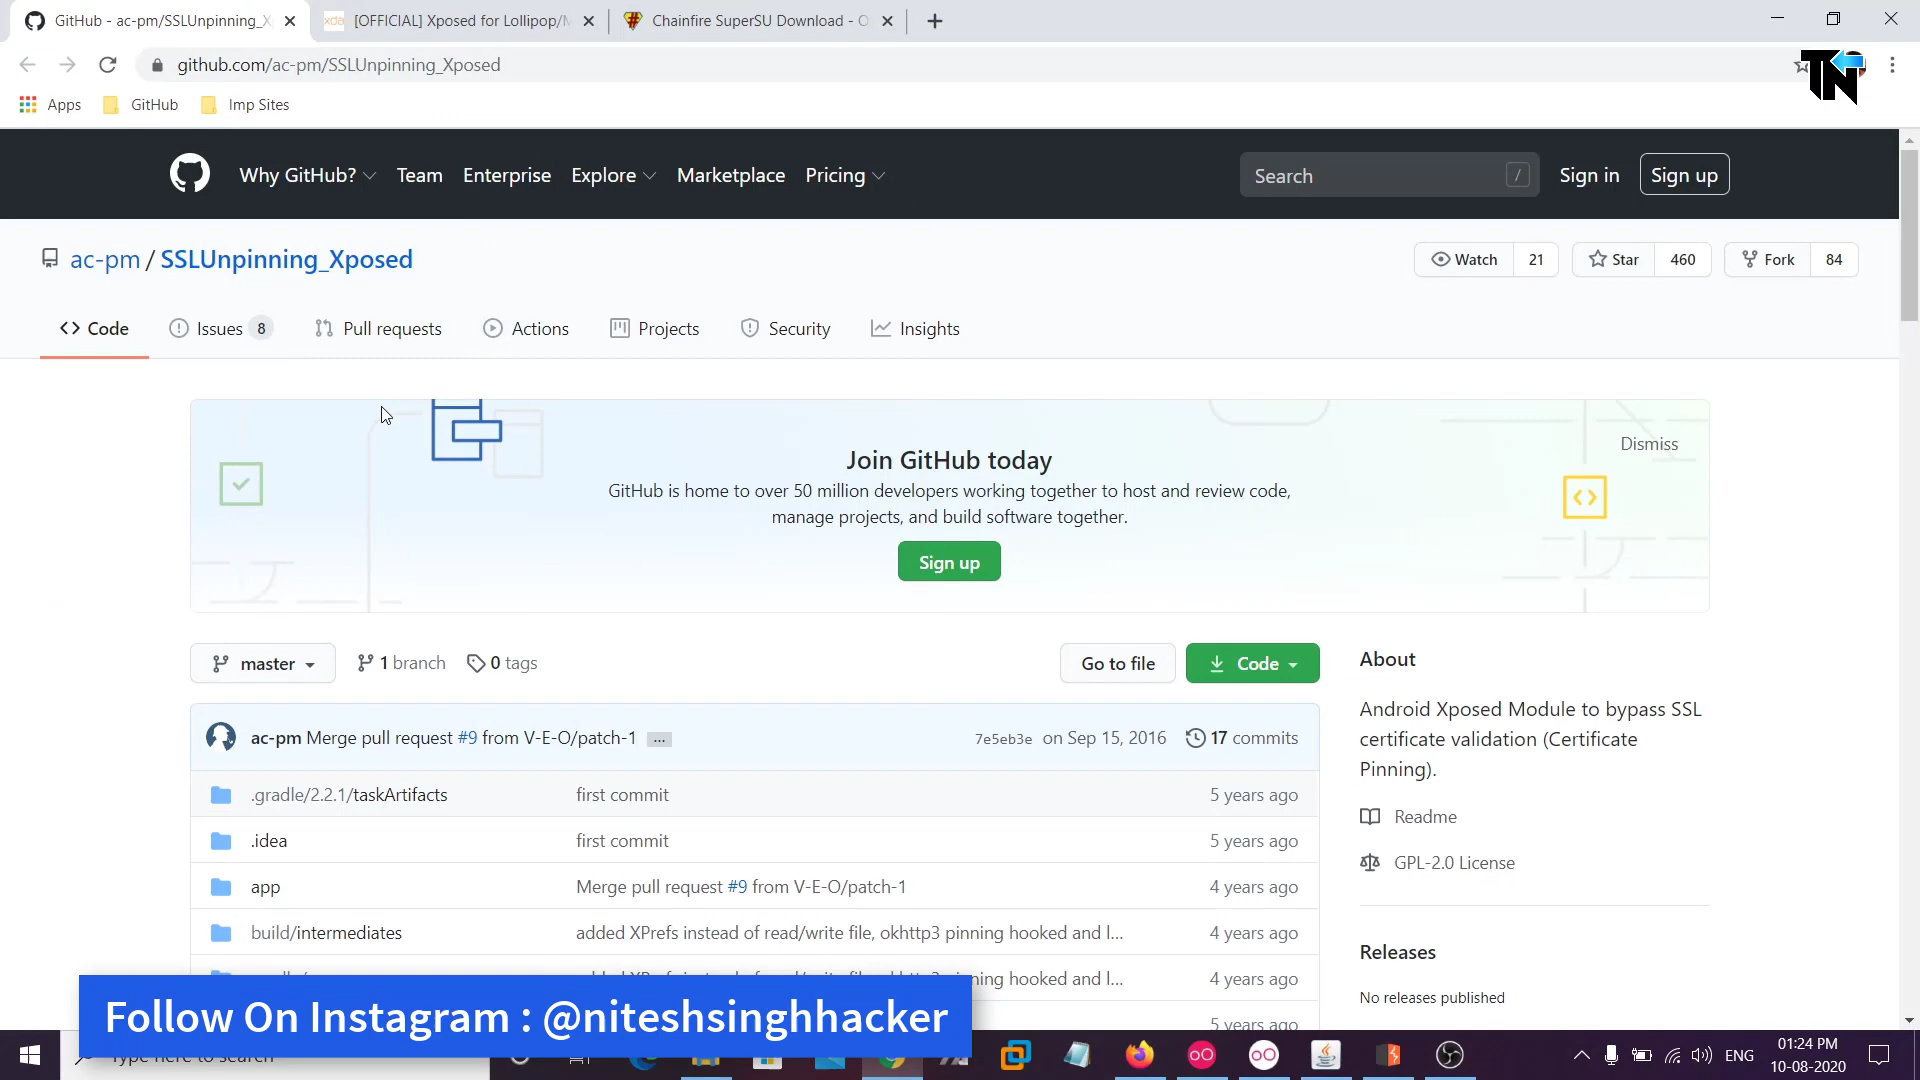 GitHub - ac-pm/SSLUnpinning_X
[OFFICIAL] Xposed for Lollipop/M
Chainfire SuperSU Download - O
github.com/ac-pm/SSLUnpinning_Xposed
TN
Apps
GitHub
Imp Sites
Why GitHub?
Team
Enterprise
Explore
Marketplace
Pricing
Search
/
Sign in
Sign up
ac-pm / SSLUnpinning_Xposed
Watch 21
Star 460
Fork 84
Code
Issues 8
Pull requests
Actions
Projects
Security
Insights
Join GitHub today
Dismiss
GitHub is home to over 50 million developers working together to host and review code,
manage projects, and build software together.
Sign up
master
1 branch
0 tags
Go to file
Code
ac-pm Merge pull request #9 from V-E-O/patch-1 ...
7e5eb3e on Sep 15, 2016
17 commits
.gradle/2.2.1/taskArtifacts first commit 5 years ago
.idea first commit 5 years ago
app Merge pull request #9 from V-E-O/patch-1 4 years ago
build/intermediates added XPrefs instead of read/write file, okhttp3 pinning hooked and l... 4 years ago
pinning hooked and l... 4 years ago
5 years ago
About
Android Xposed Module to bypass SSL
certificate validation (Certificate
Pinning).
Readme
GPL-2.0 License
Releases
No releases published
Follow On Instagram : @niteshsinghhacker
Type here to search
ENG
01:24 PM
10-08-2020